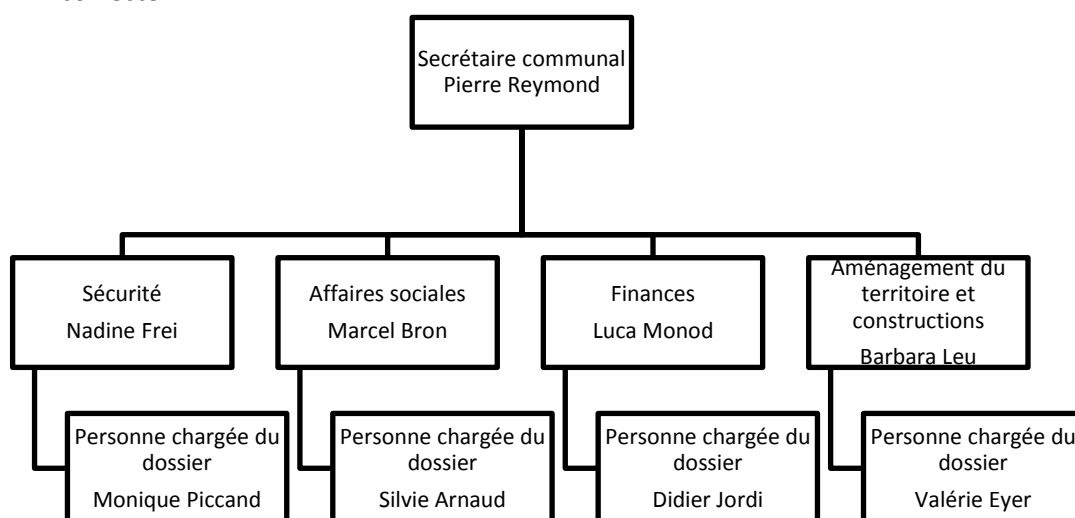 Secrétaire communal
Pierre Reymond
Sécurité
Nadine Frei
Affaires sociales
Marcel Bron
Finances
Luca Monod
Aménagement du
territoire et
constructions
Barbara Leu
Personne chargée du
dossier
Monique Piccand
Personne chargée du
dossier
Silvie Arnaud
Personne chargée du
dossier
Didier Jordi
Personne chargée du
dossier
Valérie Eyer